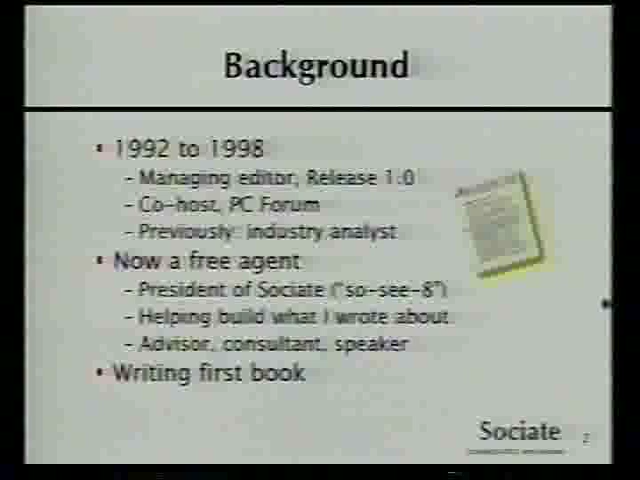 Background
• 1992 to 1998
– Managing editor, Release 1.0
– Co-host, PC Forum
– Previously: industry analyst
• Now a free agent
– President of Sociate ("so-see-8")
– Helping build what I wrote about
– Advisor, consultant, speaker
• Writing first book
Sociate
2